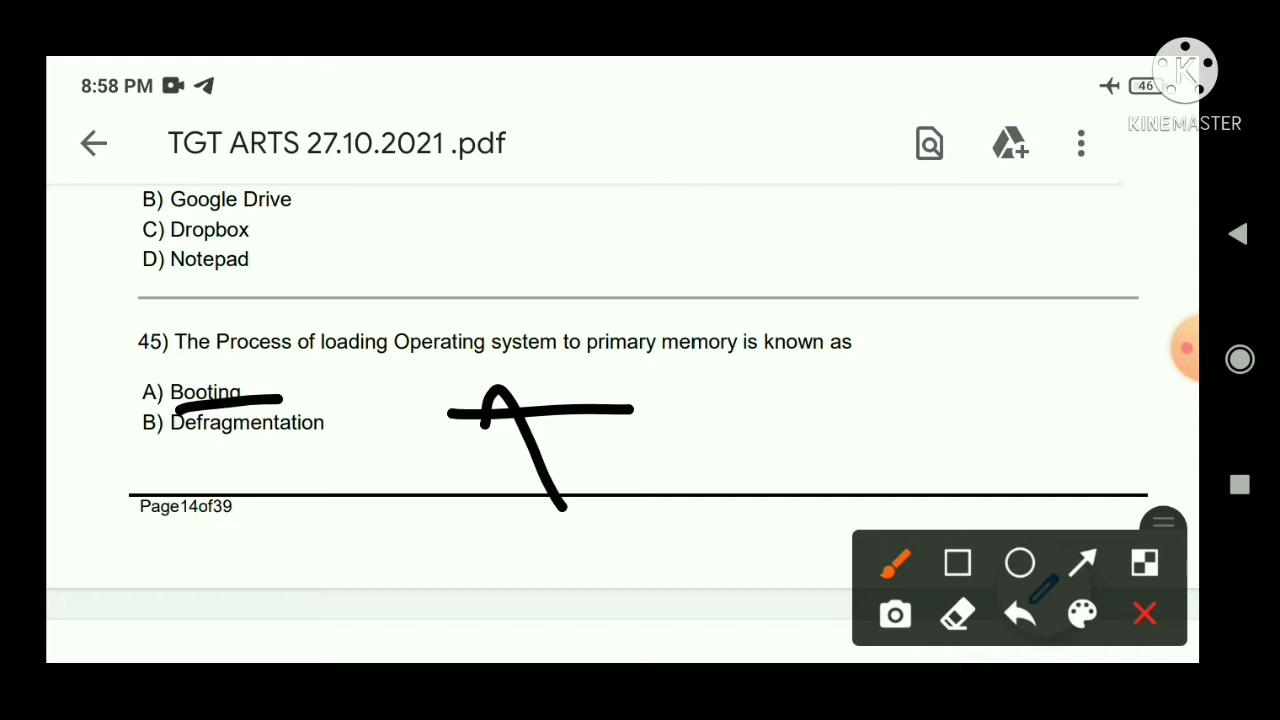 8:58 PM
46
KINEMASTER
TGT ARTS 27.10.2021 .pdf
B) Google Drive
C) Dropbox
D) Notepad
45) The Process of loading Operating system to primary memory is known as
A) Booting
B) Defragmentation
Page14of39